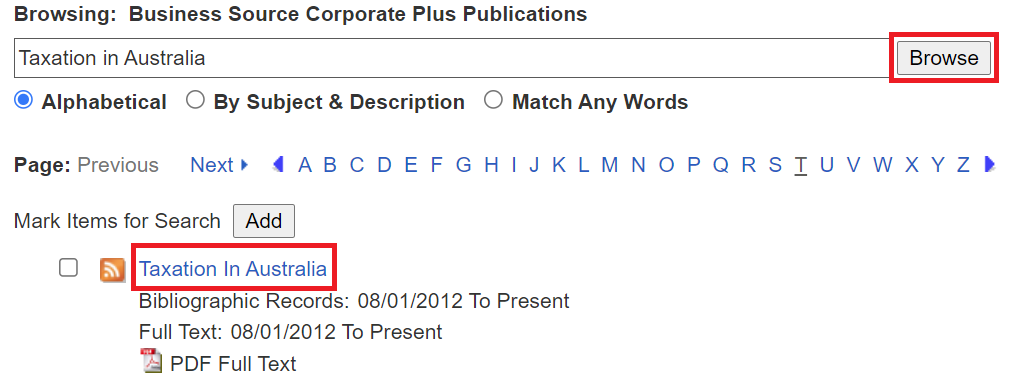 Browsing: Business Source Corporate Plus Publications
Taxation in Australia Browse
Alphabetical By Subject & Description Match Any Words
Page: Previous Next A B C D E F G H I J K L M N O P Q R S T U V W X Y Z
Mark Items for Search Add
Taxation In Australia
Bibliographic Records: 08/01/2012 To Present
Full Text: 08/01/2012 To Present
PDF Full Text